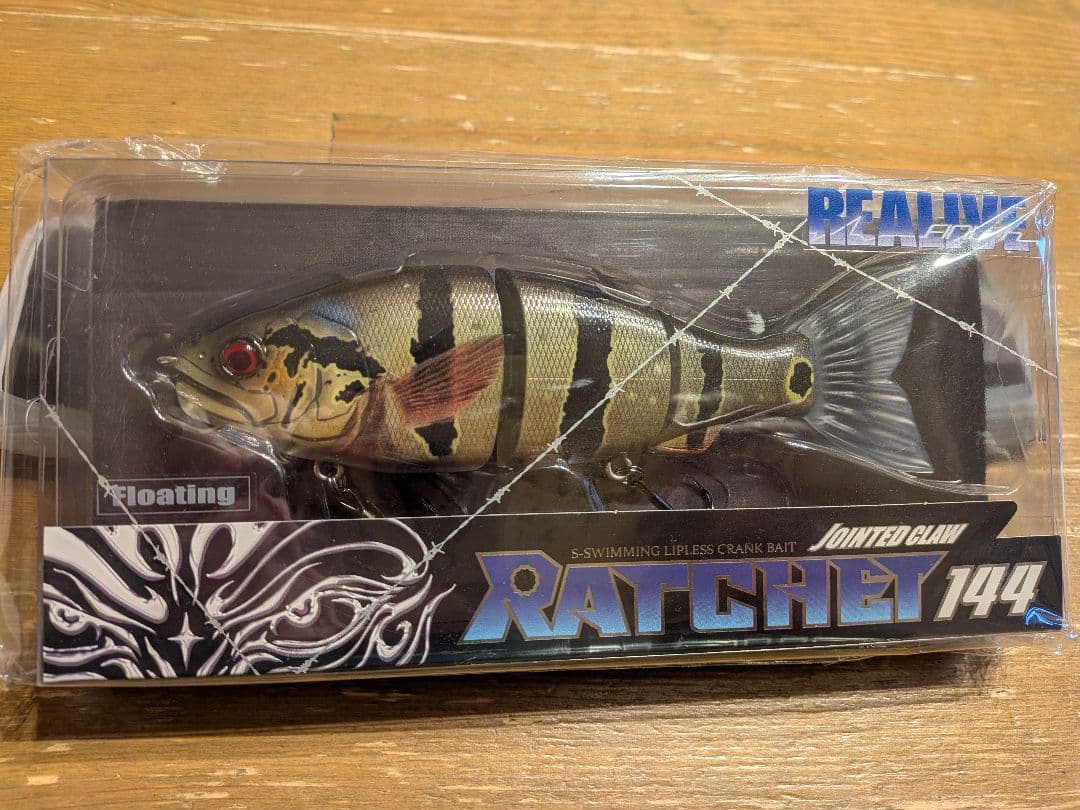 REALIVE
Floating
S-SWIMMING LIPLESS CRANK BAIT
JOINTED CLAW
RATCHET 144